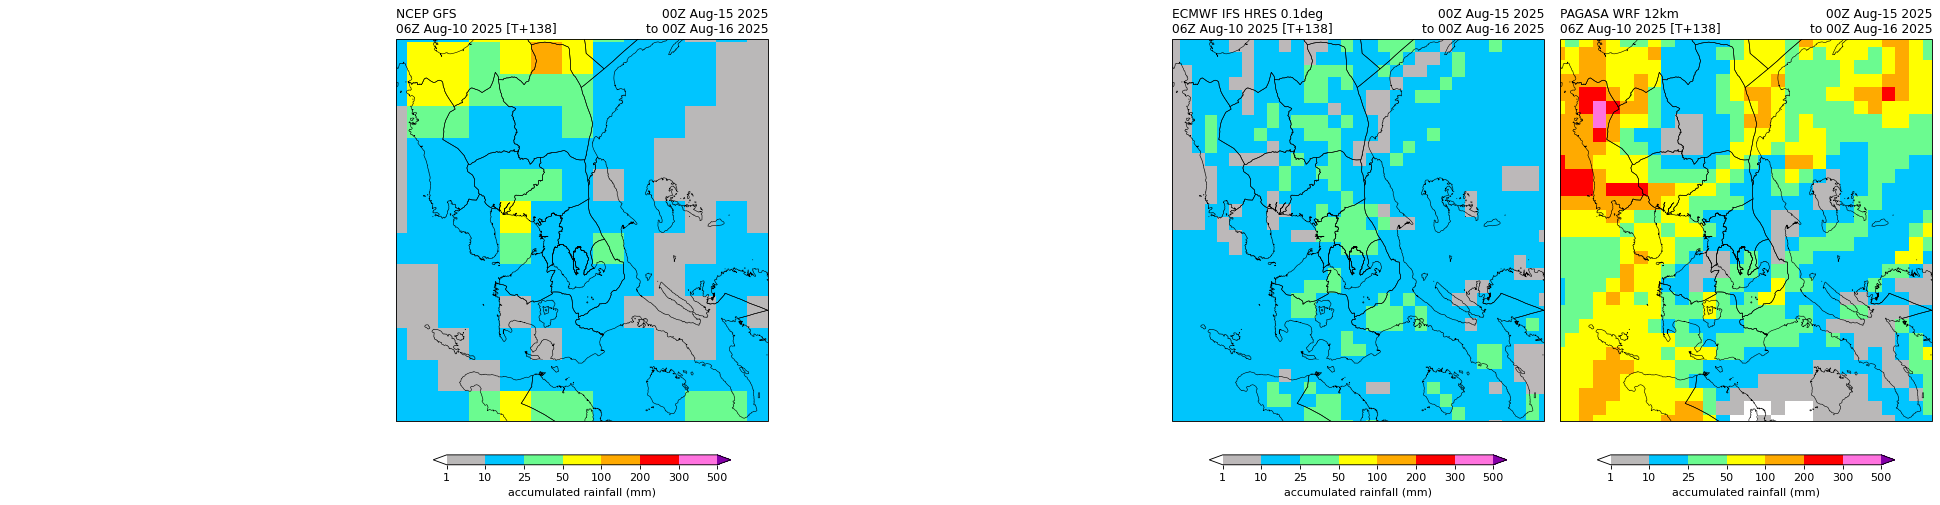 NCEP GFS 00Z Aug-15 2025
06Z Aug-10 2025 [T+138] to 00Z Aug-16 2025
1 10 25 50 100 200 300 500
accumulated rainfall (mm)
ECMWF IFS HRES 0.1deg 00Z Aug-15 2025
06Z Aug-10 2025 [T+138] to 00Z Aug-16 2025
1 10 25 50 100 200 300 500
accumulated rainfall (mm)
PAGASA WRF 12km 00Z Aug-15 2025
06Z Aug-10 2025 [T+138] to 00Z Aug-16 2025
1 10 25 50 100 200 300 500
accumulated rainfall (mm)